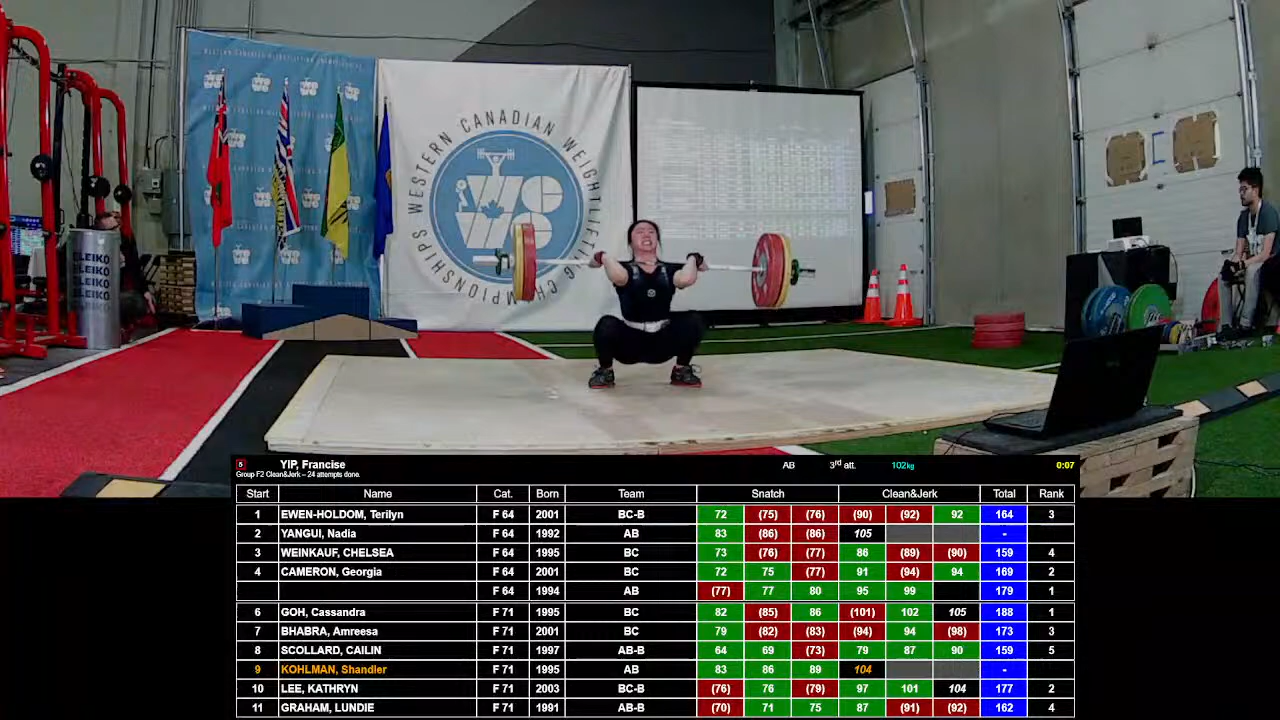 WESTERN CANADIAN WEIGHTLIFTING CHAMPIONSHIPS
WC
WC
ELEIKO
ELEIKO
ELEIKO
ELEIKO
5 YIP, Francise AB 3rd att. 102kg 0:07
Group F2 Clean&Jerk – 24 attempts done.
Start Name Cat. Born Team Snatch Clean&Jerk Total Rank
1 EWEN-HOLDOM, Terilyn F 64 2001 BC-B 72 (75) (76) (90) (92) 92 164 3
2 YANGUI, Nadia F 64 1992 AB 83 (86) (86) 105 -
3 WEINKAUF, CHELSEA F 64 1995 BC 73 (76) (77) 86 (89) (90) 159 4
4 CAMERON, Georgia F 64 2001 BC 72 75 (77) 91 (94) 94 169 2
F 64 1994 AB (77) 77 80 95 99 179 1
6 GOH, Cassandra F 71 1995 BC 82 (85) 86 (101) 102 105 188 1
7 BHABRA, Amreesa F 71 2001 BC 79 (82) (83) (94) 94 (98) 173 3
8 SCOLLARD, CAILIN F 71 1997 AB-B 64 69 (73) 79 87 90 159 5
9 KOHLMAN, Shandler F 71 1995 AB 83 86 89 104 -
10 LEE, KATHRYN F 71 2003 BC-B (76) 76 (79) 97 101 104 177 2
11 GRAHAM, LUNDIE F 71 1991 AB-B (70) 71 75 87 (91) (92) 162 4